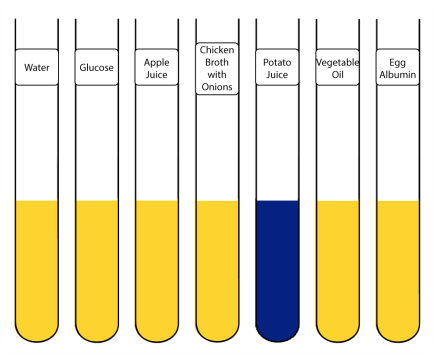 Water
Glucose
Apple
Juice
Chicken
Broth
with
Onions
Potato
Juice
Vegetable
Oil
Egg
Albumin